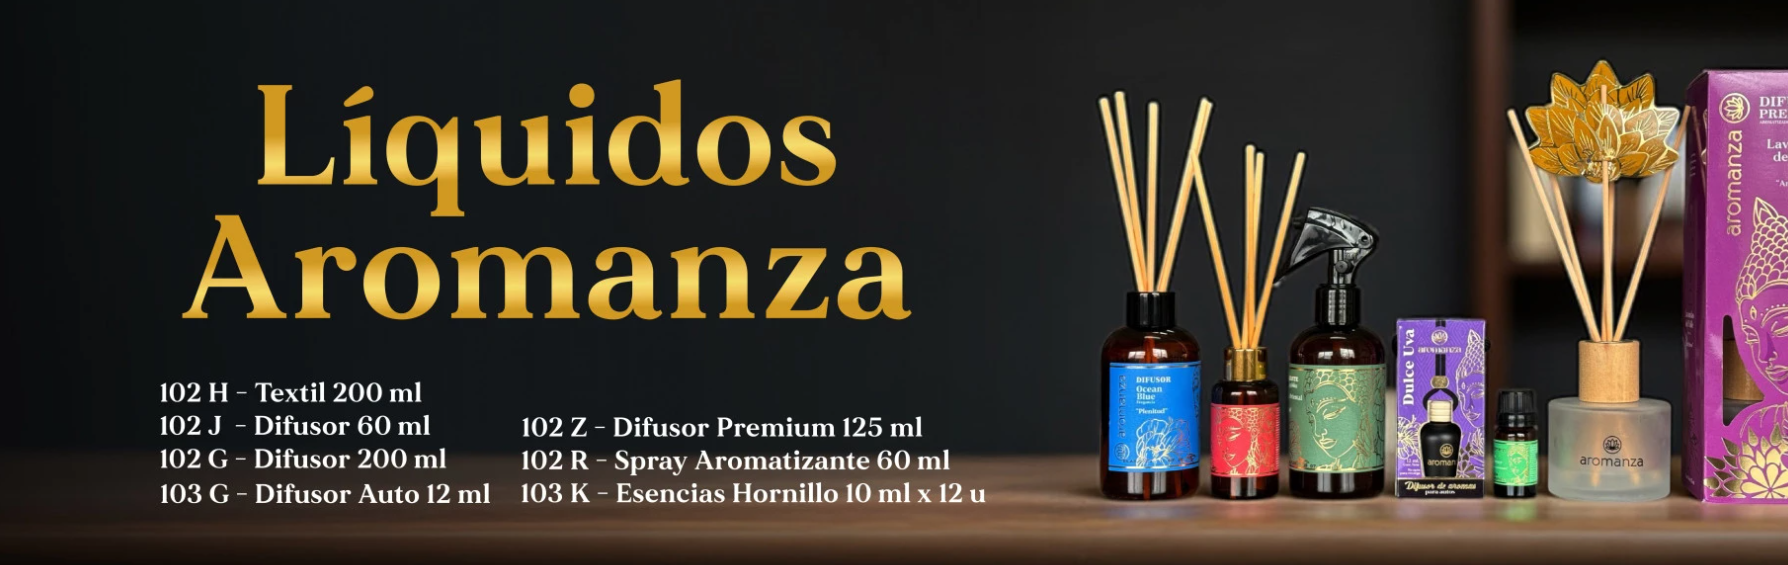 Líquidos
Aromanza
102 H - Textil 200 ml
102 J - Difusor 60 ml
102 G - Difusor 200 ml
103 G - Difusor Auto 12 ml
102 Z - Difusor Premium 125 ml
102 R - Spray Aromatizante 60 ml
103 K - Esencias Hornillo 10 ml x 12 u
DIFUSOR
Ocean
Blue
"Plenitud"
Dulce Uva
aromanza
Difusor de aromas
para autos
aromanza
aromanza